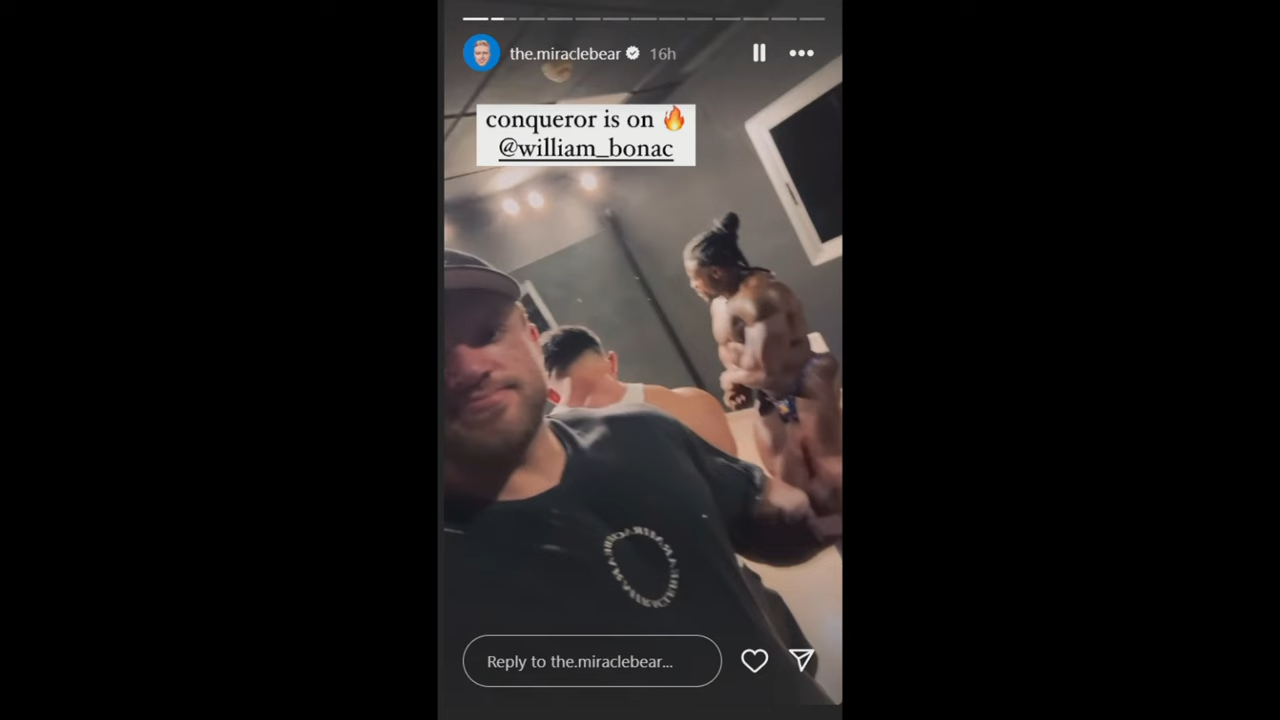 the.miraclebear 16h
conqueror is on 🔥
@william_bonac
Reply to the.miraclebear...